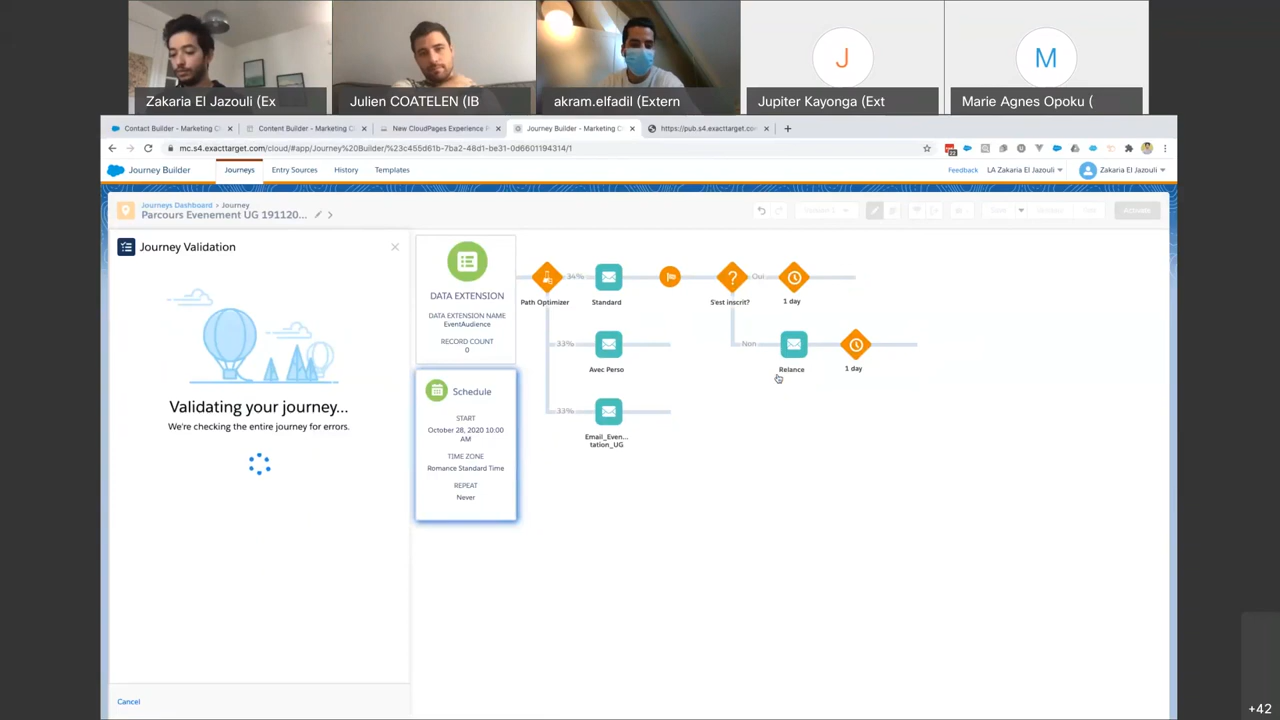 Zakaria El Jazouli (Ex
Julien COATELEN (IB
akram.elfadil (Extern
J
Jupiter Kayonga (Ext
M
Marie Agnes Opoku (
Contact Builder - Marketing C
Content Builder - Marketing C
New CloudPages Experience
Journey Builder - Marketing C
https://pub.s4.exacttarget.co
mc.s4.exacttarget.com/cloud/#app/Journey%20Builder/%23c455d61b-7ba2-48d1-be31-0d6601194314/1
Journey Builder
Journeys
Entry Sources
History
Templates
Feedback
LA Zakaria El Jazouli
Zakaria El Jazouli
Journeys Dashboard › Journey
Parcours Evenement UG 191120...
Save
Activate
Journey Validation
Validating your journey...
We're checking the entire journey for errors.
Cancel
DATA EXTENSION
DATA EXTENSION NAME
EventAudience
RECORD COUNT
0
Schedule
START
October 28, 2020 10:00
AM
TIME ZONE
Romance Standard Time
REPEAT
Never
Path Optimizer
34%
Standard
?
S'est inscrit?
Oui
1 day
33%
Avec Perso
Non
Relance
1 day
33%
Email_Even...
tation_UG
+42